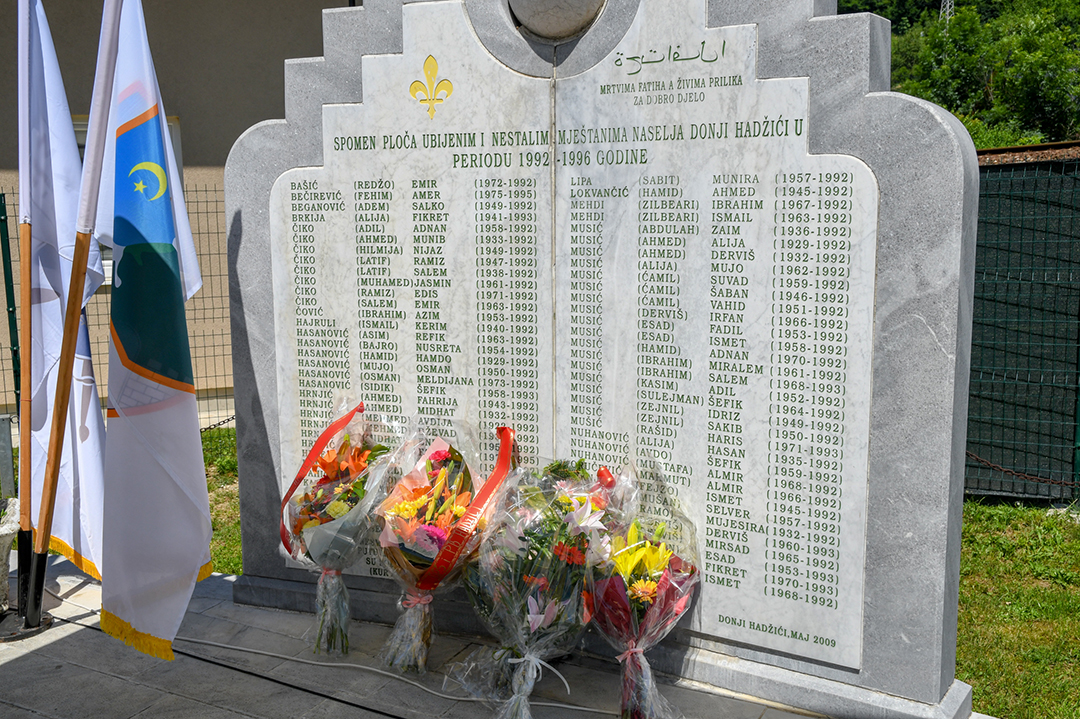 الفاتحة
MRTVIMA FATIHA A ŽIVIMA PRILIKA
ZA DOBRO DJELO
SPOMEN PLOČA UBIJENIM I NESTALIM MJEŠTANIMA NASELJA DONJI HADŽIĆI U
PERIODU 1992-1996 GODINE
BAŠIĆ (REDŽO) EMIR (1972-1992)
BEĆIREVIĆ (FEHIM) AMER (1975-1995)
BEGANOVIĆ (ADEM) SALKO (1949-1992)
BRKIJA (ALIJA) FIKRET (1941-1993)
ČIKO (ADIL) ADNAN (1958-1992)
ČIKO (AHMED) MUNIB (1933-1992)
ČIKO (HILMIJA) NIJAZ (1949-1992)
ČIKO (LATIF) RAMIZ (1947-1992)
ČIKO (LATIF) SALEM (1938-1992)
ČIKO (MUHAMED) JASMIN (1961-1992)
ČIKO (RAMIZ) EDIS (1971-1992)
ČIKO (SALEM) EMIR (1963-1992)
ČOVIĆ (IBRAHIM) AZIM (1953-1992)
HAJRULI (ISMAIL) KERIM (1940-1992)
HASANOVIĆ (ASIM) REFIK (1963-1992)
HASANOVIĆ (BAJRO) NUSRETA (1954-1992)
HASANOVIĆ (HAMID) HAMDO (1929-1992)
HASANOVIĆ (MUJO) OSMAN (1950-1992)
HASANOVIĆ (OSMAN) MELDIJANA (1973-1992)
HRNJIĆ (SIDIK) ŠEFIK (1958-1992)
HRNJIĆ (AHMED) FAHRIJA (1943-1992)
HRNJIĆ MIDHAT (1932-1992)
AVDIJA
DŽEVAD
SU
(KUR
LIPA (SABIT) MUNIRA (1957-1992)
LOKVANČIĆ (HAMID) AHMED (1945-1992)
MEHDI (ZILBEARI) IBRAHIM (1967-1992)
MEHDI (ZILBEARI) ISMAIL (1963-1992)
MUSIĆ (ABDULAH) ZAIM (1936-1992)
MUSIĆ (AHMED) ALIJA (1929-1992)
MUSIĆ (AHMED) DERVIŠ (1932-1992)
MUSIĆ (ALIJA) MUJO (1962-1992)
MUSIĆ (ĆAMIL) SUVAD (1959-1992)
MUSIĆ (ĆAMIL) ŠABAN (1946-1992)
MUSIĆ (ĆAMIL) VAHID (1951-1992)
MUSIĆ (DERVIŠ) IRFAN (1966-1992)
MUSIĆ (ESAD) FADIL (1953-1992)
MUSIĆ (ESAD) ISMET (1958-1992)
MUSIĆ (HAMID) ADNAN (1970-1992)
MUSIĆ (IBRAHIM) MIRALEM (1961-1992)
MUSIĆ (IBRAHIM) SALEM (1968-1993)
MUSIĆ (KASIM) ADIL (1952-1992)
MUSIĆ (SULEJMAN) ŠEFIK (1964-1992)
MUSIĆ (ZEJNIL) IDRIZ (1949-1992)
MUSIĆ (ZEJNIL) SAKIB (1950-1992)
NUHANOVIĆ (RAŠID) HARIS (1971-1993)
NUHANOVIĆ (ALIJA) HASAN (1935-1992)
NUHANOVIĆ (AVDO) ŠEFIK (1959-1992)
(MUSTAFA) ALMIR (1968-1992)
(MAHMUT) ALMIR (1966-1992)
(FEJZO) ISMET (1945-1992)
SELVER (1957-1992)
MUJESIRA (1932-1992)
DERVIŠ (1960-1993)
MIRSAD (1965-1992)
ESAD (1953-1993)
FIKRET (1970-1993)
ISMET (1968-1992)
DONJI HADŽIĆI, MAJ 2009